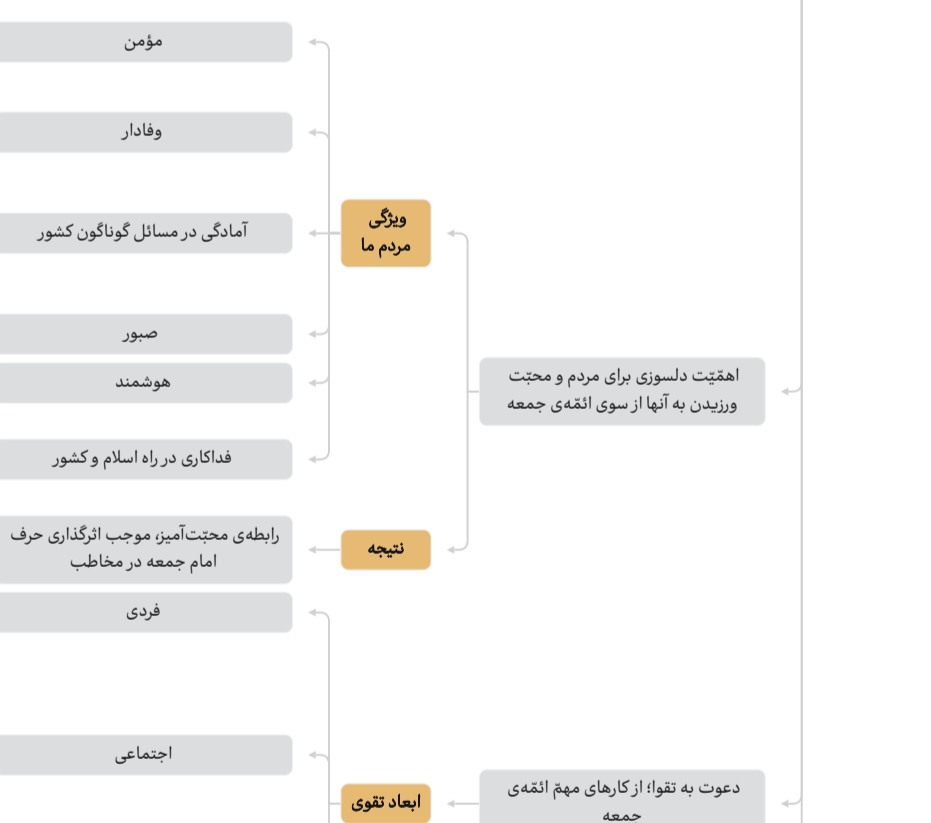 اهمّیّت دلسوزی برای مردم و محبّت
ورزیدن به آنها از سوی ائمّه‌ی جمعه
ویژگی
مردم ما
مؤمن
وفادار
آمادگی در مسائل گوناگون کشور
صبور
هوشمند
فداکاری در راه اسلام و کشور
نتیجه
رابطه‌ی محبّت‌آمیز، موجب اثرگذاری حرف
امام جمعه در مخاطب
دعوت به تقوا؛ از کارهای مهمّ ائمّه‌ی
جمعه
ابعاد تقوی
فردی
اجتماعی